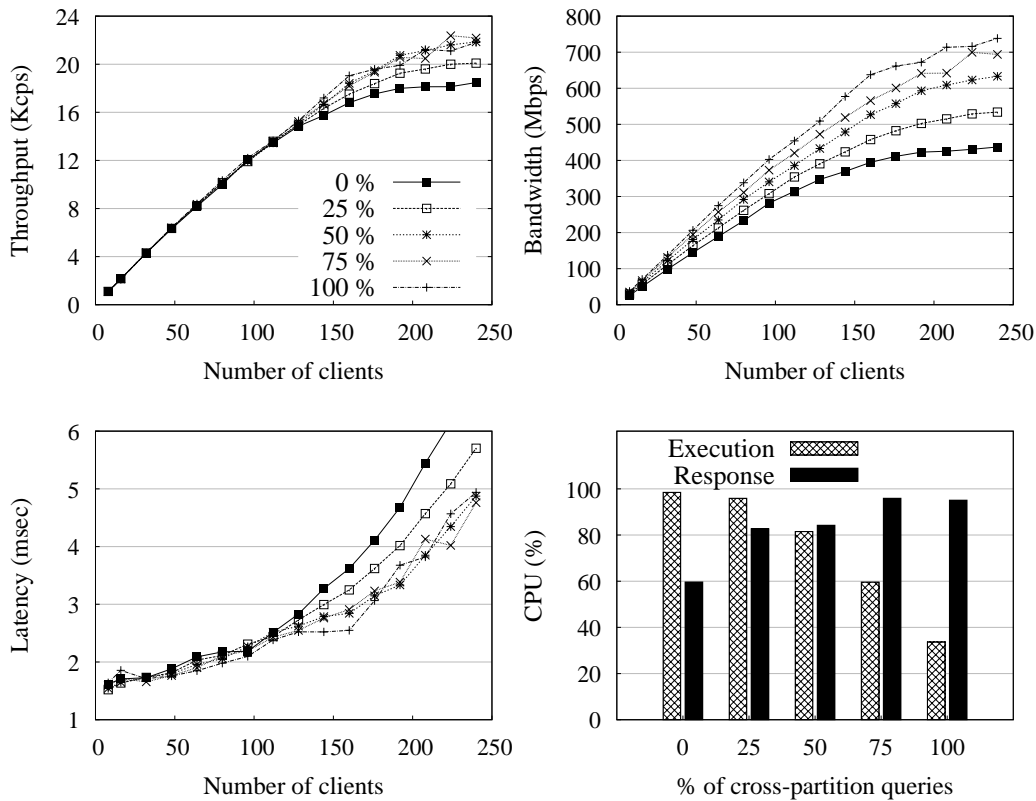 24
20
16
12
8
4
0
Throughput (Kcps)
0 %
25 %
50 %
75 %
100 %
0 50 100 150 200 250
Number of clients
800
700
600
500
400
300
200
100
0
Bandwidth (Mbps)
0 50 100 150 200 250
Number of clients
6
5
4
3
2
1
Latency (msec)
0 50 100 150 200 250
Number of clients
Execution
Response
100
80
60
40
20
0
CPU (%)
0 25 50 75 100
% of cross-partition queries